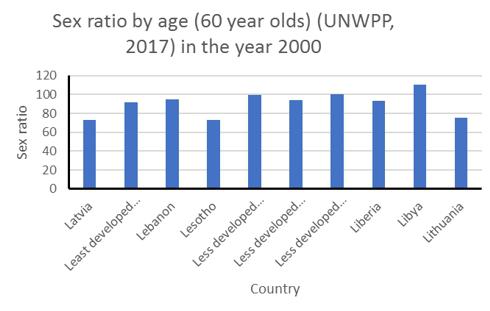 Sex ratio by age (60 year olds) (UNWPP,
2017) in the year 2000
120
100
80
60
40
20
0
Sex ratio
Latvia
Least developed...
Lebanon
Lesotho
Less developed...
Less developed...
Less developed...
Liberia
Libya
Lithuania
Country